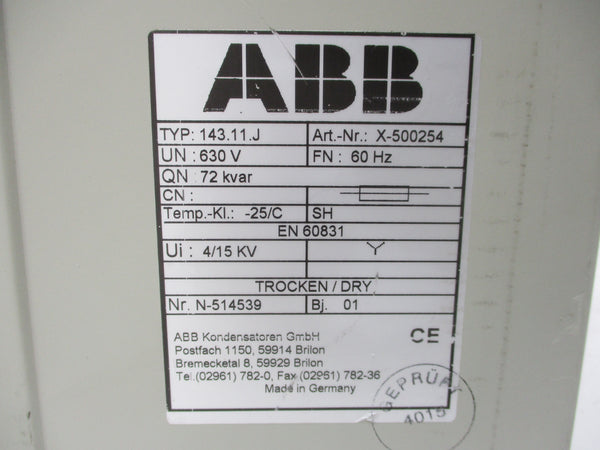 ABB
TYP: 143.11.J Art.-Nr.: X-500254
UN : 630 V FN : 60 Hz
QN : 72 kvar
CN :
Temp.-Kl.: -25/C SH
EN 60831
Ui : 4/15 KV
TROCKEN / DRY
Nr. N-514539 Bj. 01
ABB Kondensatoren GmbH CE
Postfach 1150, 59914 Brilon
Bremecketal 8, 59929 Brilon
Tel.(02961) 782-0, Fax (02961) 782-36
Made in Germany
GEPRÜFT
4015